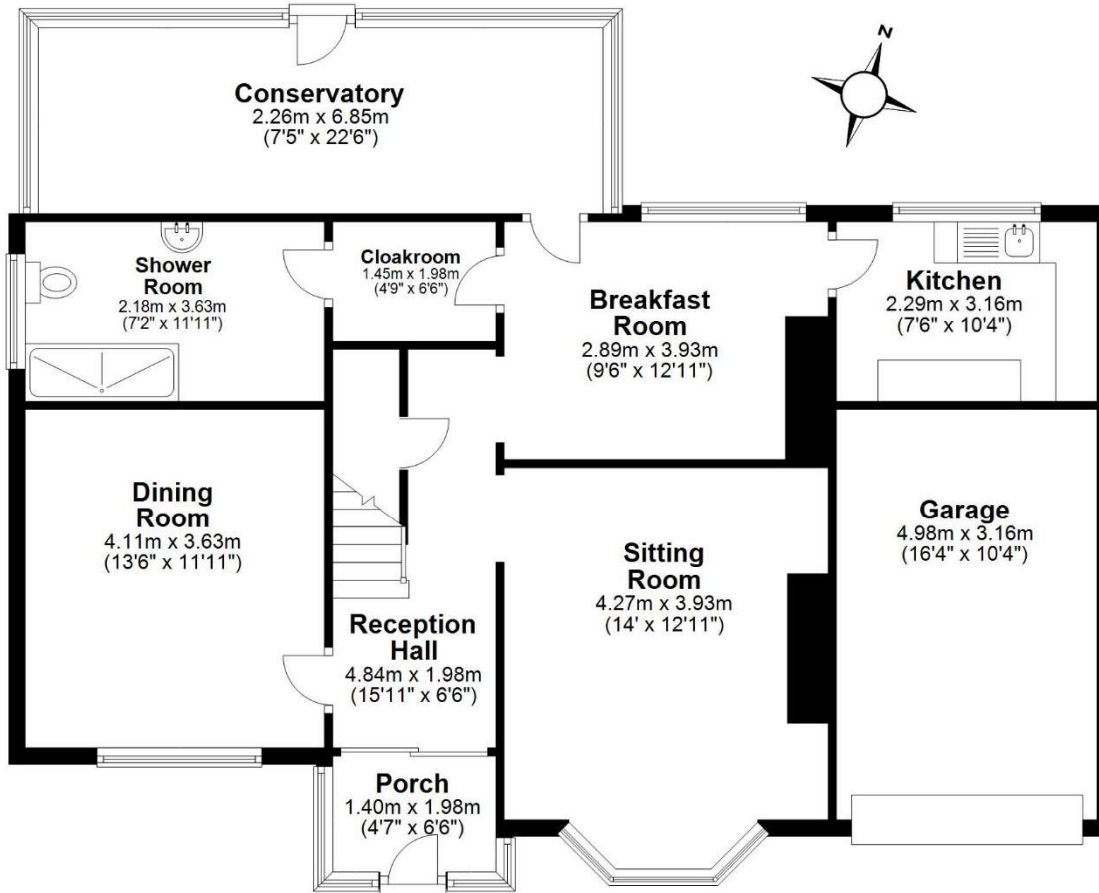 N
Conservatory
2.26m x 6.85m
(7'5" x 22'6")
Shower
Room
2.18m x 3.63m
(7'2" x 11'11")
Cloakroom
1.45m x 1.98m
(4'9" x 6'6")
Breakfast
Room
2.89m x 3.93m
(9'6" x 12'11")
Kitchen
2.29m x 3.16m
(7'6" x 10'4")
Dining
Room
4.11m x 3.63m
(13'6" x 11'11")
Reception
Hall
4.84m x 1.98m
(15'11" x 6'6")
Sitting
Room
4.27m x 3.93m
(14' x 12'11")
Garage
4.98m x 3.16m
(16'4" x 10'4")
Porch
1.40m x 1.98m
(4'7" x 6'6")